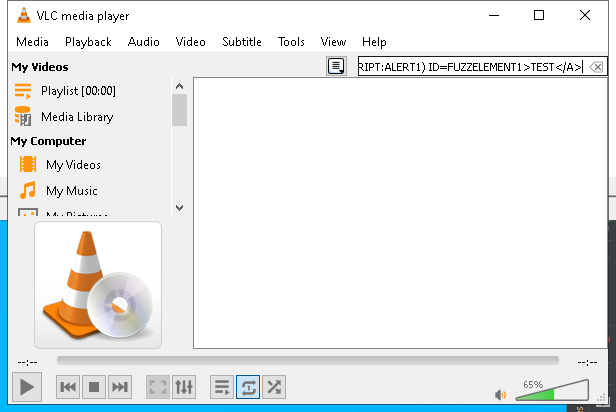 VLC media player
Media Playback Audio Video Subtitle Tools View Help
My Videos
RIPT:ALERT1) ID=FUZZELEMENT1>TEST</A>
Playlist [00:00]
Media Library
My Computer
My Videos
My Music
My Pictures
--:--
--:--
65%